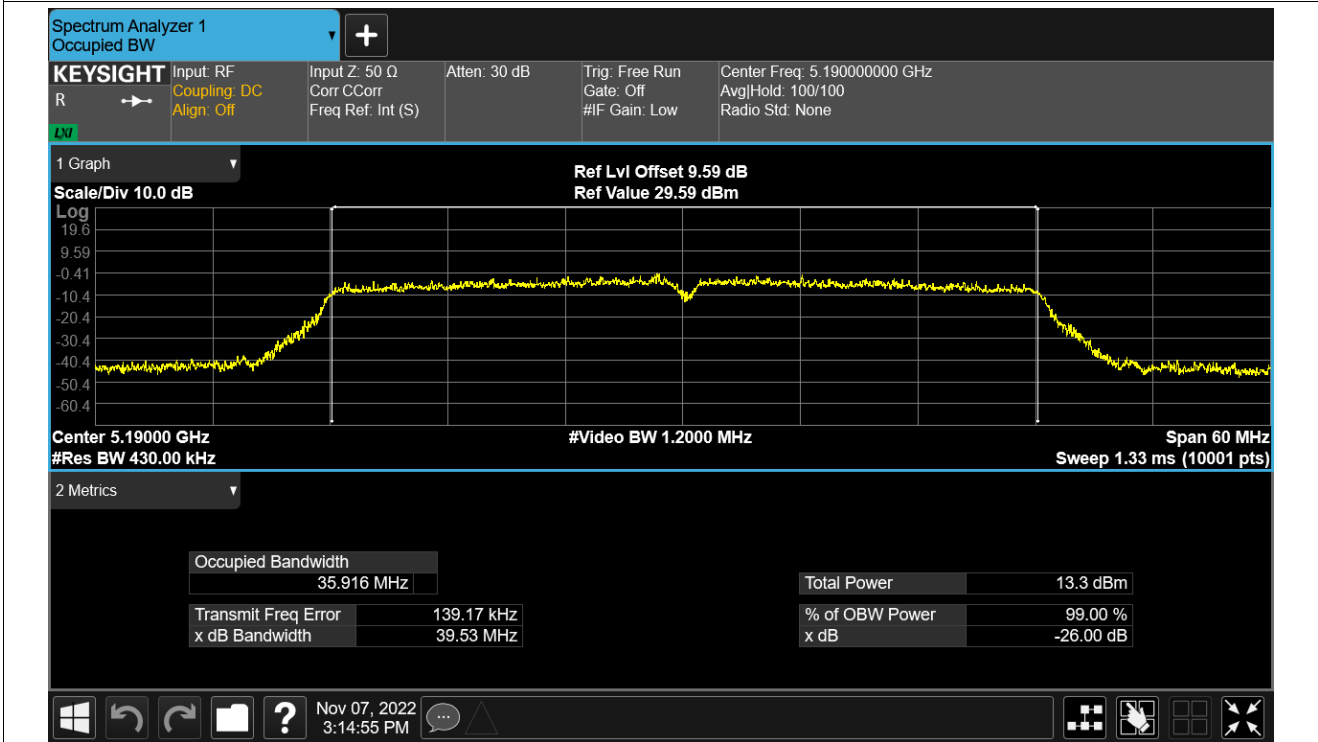 Spectrum Analyzer 1
Occupied BW
KEYSIGHT
R
LXI
Input: RF
Coupling: DC
Align: Off
Input Z: 50 Ω
Corr CCorr
Freq Ref: Int (S)
Atten: 30 dB
Trig: Free Run
Gate: Off
#IF Gain: Low
Center Freq: 5.190000000 GHz
Avg|Hold: 100/100
Radio Std: None
1 Graph
Scale/Div 10.0 dB
Ref Lvl Offset 9.59 dB
Ref Value 29.59 dBm
Log
19.6
9.59
-0.41
-10.4
-20.4
-30.4
-40.4
-50.4
-60.4
Center 5.19000 GHz
#Video BW 1.2000 MHz
Span 60 MHz
#Res BW 430.00 kHz
Sweep 1.33 ms (10001 pts)
2 Metrics
Occupied Bandwidth
35.916 MHz
Total Power 13.3 dBm
Transmit Freq Error 139.17 kHz
% of OBW Power 99.00 %
x dB Bandwidth 39.53 MHz
x dB -26.00 dB
?
Nov 07, 2022
3:14:55 PM